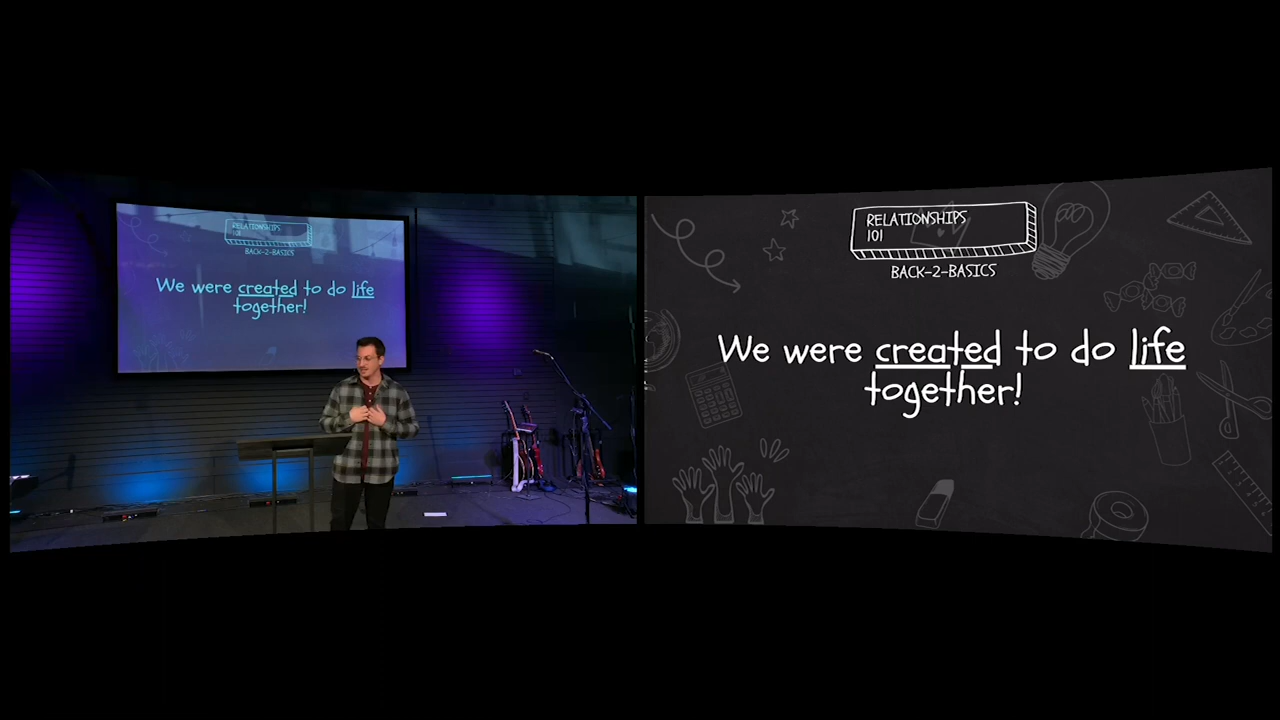 RELATIONSHIPS
101
BACK-2-BASICS
We were created to do life
together!
RELATIONSHIPS
101
BACK-2-BASICS
We were created to do life
together!